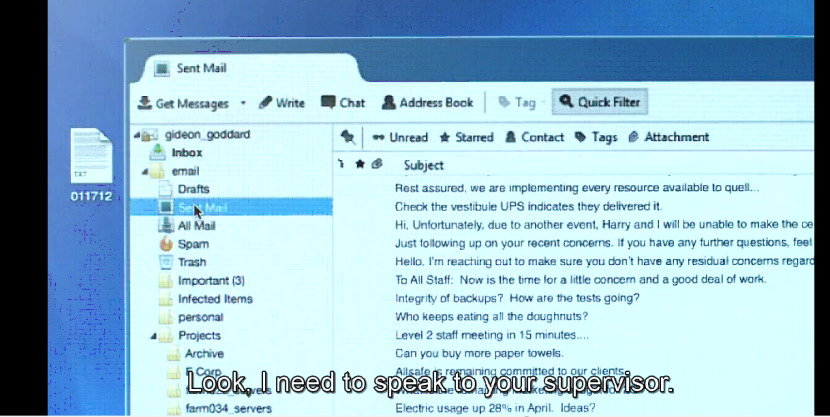 Sent Mail
Get Messages Write Chat Address Book Tag Quick Filter
gideon_goddard
Unread Starred Contact Tags Attachment
Inbox
Subject
email
Drafts
Rest assured, we are implementing every resource available to quell...
TXT
011712
Sent Mail
Check the vestibule UPS indicates they delivered it.
All Mail
Hi, Unfortunately, due to another event, Harry and I will be unable to make the ce
Spam
Just following up on your recent concerns. If you have any further questions, feel
Trash
Hello, I'm reaching out to make sure you don't have any residual concerns regard
Important (3)
To All Staff: Now is the time for a little concern and a good deal of work.
Infected Items
Integrity of backups? How are the tests going?
personal
Who keeps eating all the doughnuts?
Projects
Level 2 staff meeting in 15 minutes....
Archive
Can you buy more paper towels.
E Corp
Allsafe is remaining committed to our clients
Look, I need to speak to your supervisor.
farm034_servers
Electric usage up 28% in April. Ideas?